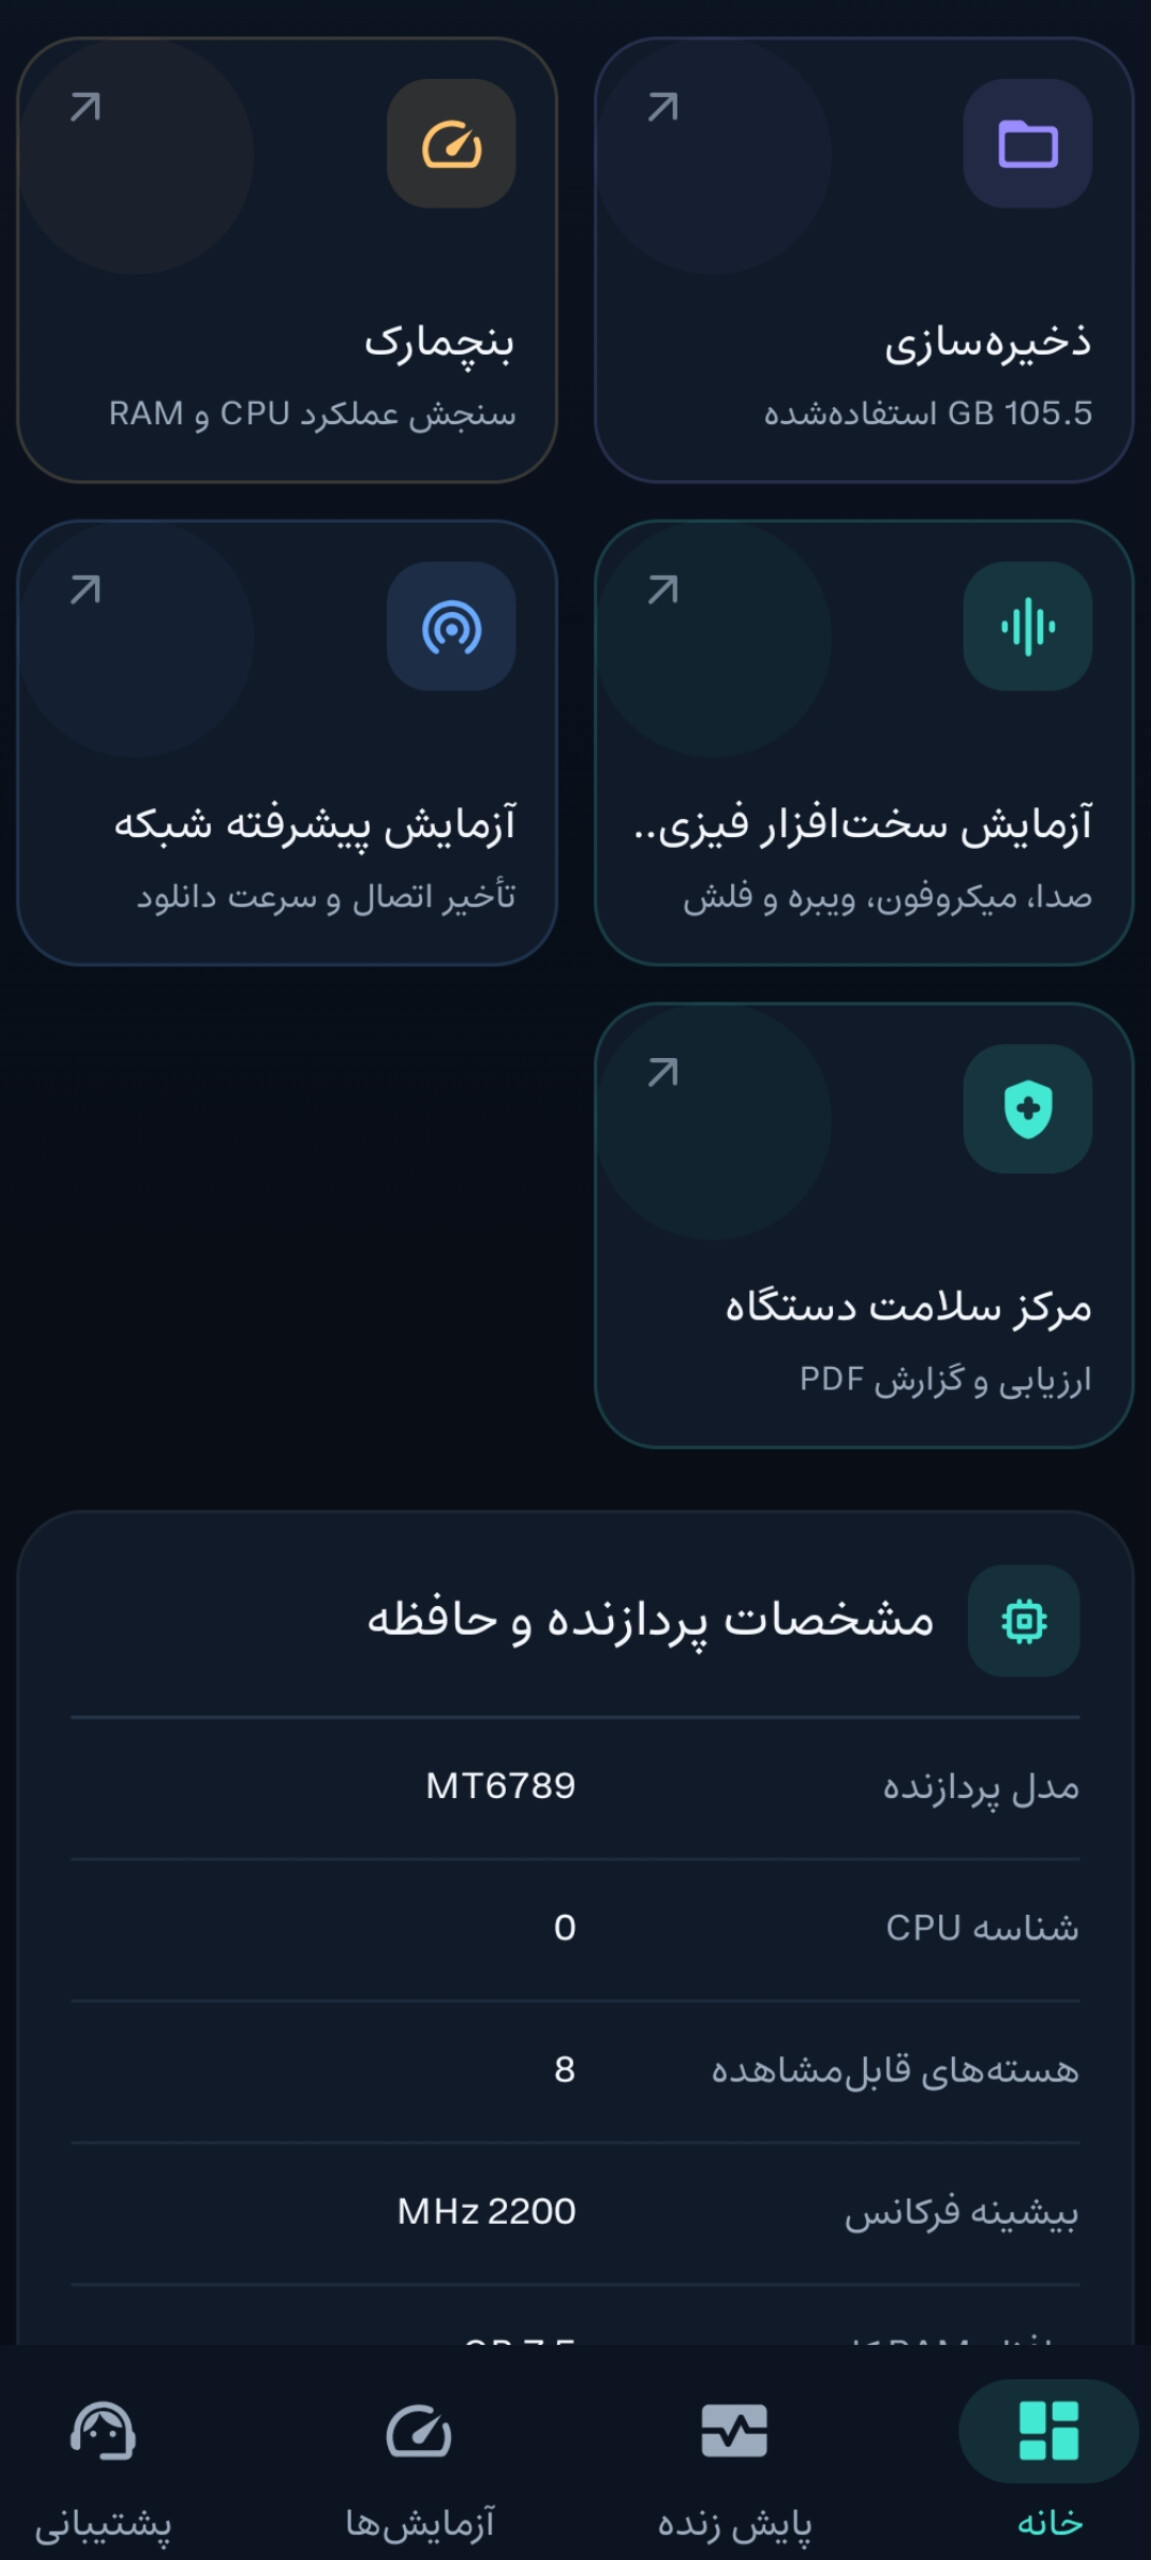 ذخیره‌سازی
105.5 GB استفاده‌شده
بنچمارک
سنجش عملکرد CPU و RAM
آزمایش سخت‌افزار فیزی..
صدا، میکروفون، ویبره و فلش
آزمایش پیشرفته شبکه
تأخیر اتصال و سرعت دانلود
مرکز سلامت دستگاه
ارزیابی و گزارش PDF
مشخصات پردازنده و حافظه
مدل پردازنده MT6789
شناسه CPU 0
هسته‌های قابل‌مشاهده 8
بیشینه فرکانس 2200 MHz
خانه
پایش زنده
آزمایش‌ها
پشتیبانی